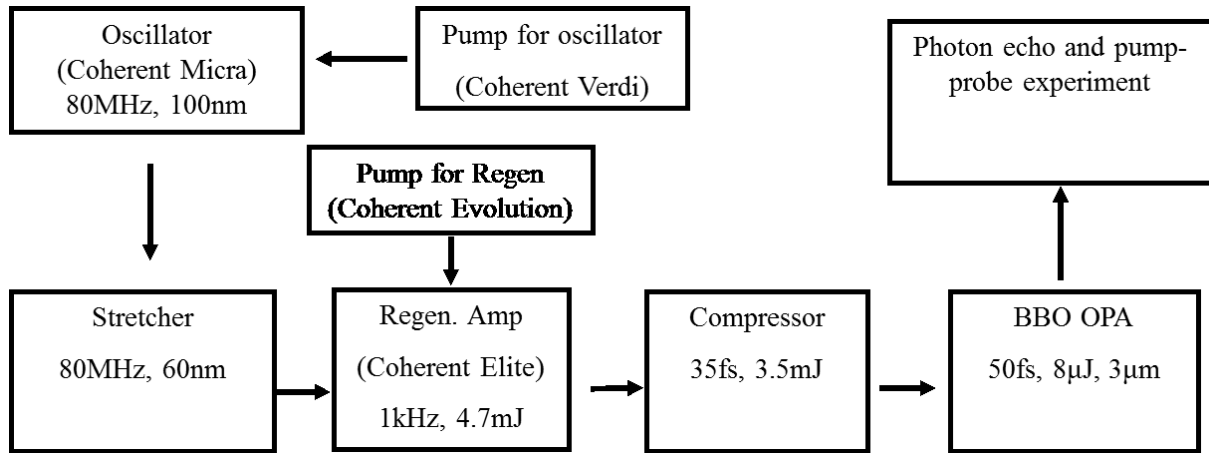 Oscillator
(Coherent Micra)
80MHz, 100nm
Pump for oscillator
(Coherent Verdi)
Photon echo and pump-
probe experiment
Pump for Regen
(Coherent Evolution)
Stretcher
80MHz, 60nm
Regen. Amp
(Coherent Elite)
1kHz, 4.7mJ
Compressor
35fs, 3.5mJ
BBO OPA
50fs, 8μJ, 3μm